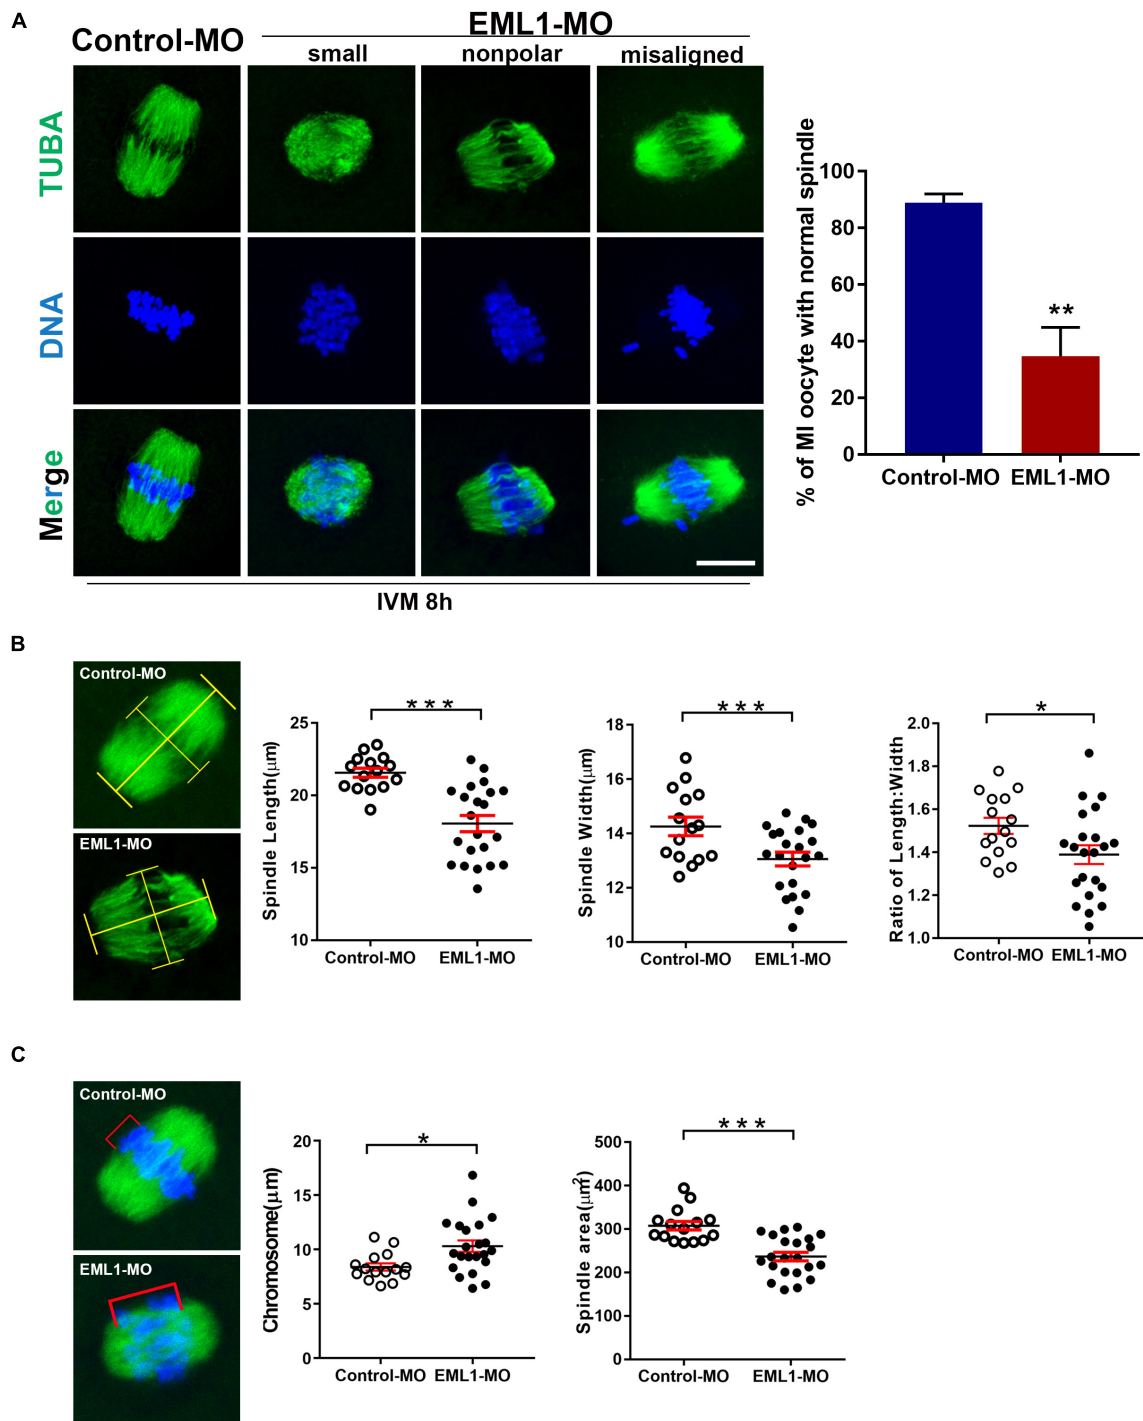 A
Control-MO
EML1-MO
small
nonpolar
misaligned
TUBA
DNA
Merge
IVM 8h
% of MI oocyte with normal spindle
100
80
60
40
20
0
**
Control-MO
EML1-MO
B
Control-MO
EML1-MO
Spindle Length(μm)
25
20
15
10
***
Control-MO
EML1-MO
Spindle Width(μm)
18
16
14
12
10
***
Control-MO
EML1-MO
Ratio of Length:Width
2.0
1.8
1.6
1.4
1.2
1.0
*
Control-MO
EML1-MO
C
Control-MO
EML1-MO
Chromosome(μm)
20
15
10
5
0
*
Control-MO
EML1-MO
Spindle area(μm²)
500
400
300
200
100
0
***
Control-MO
EML1-MO